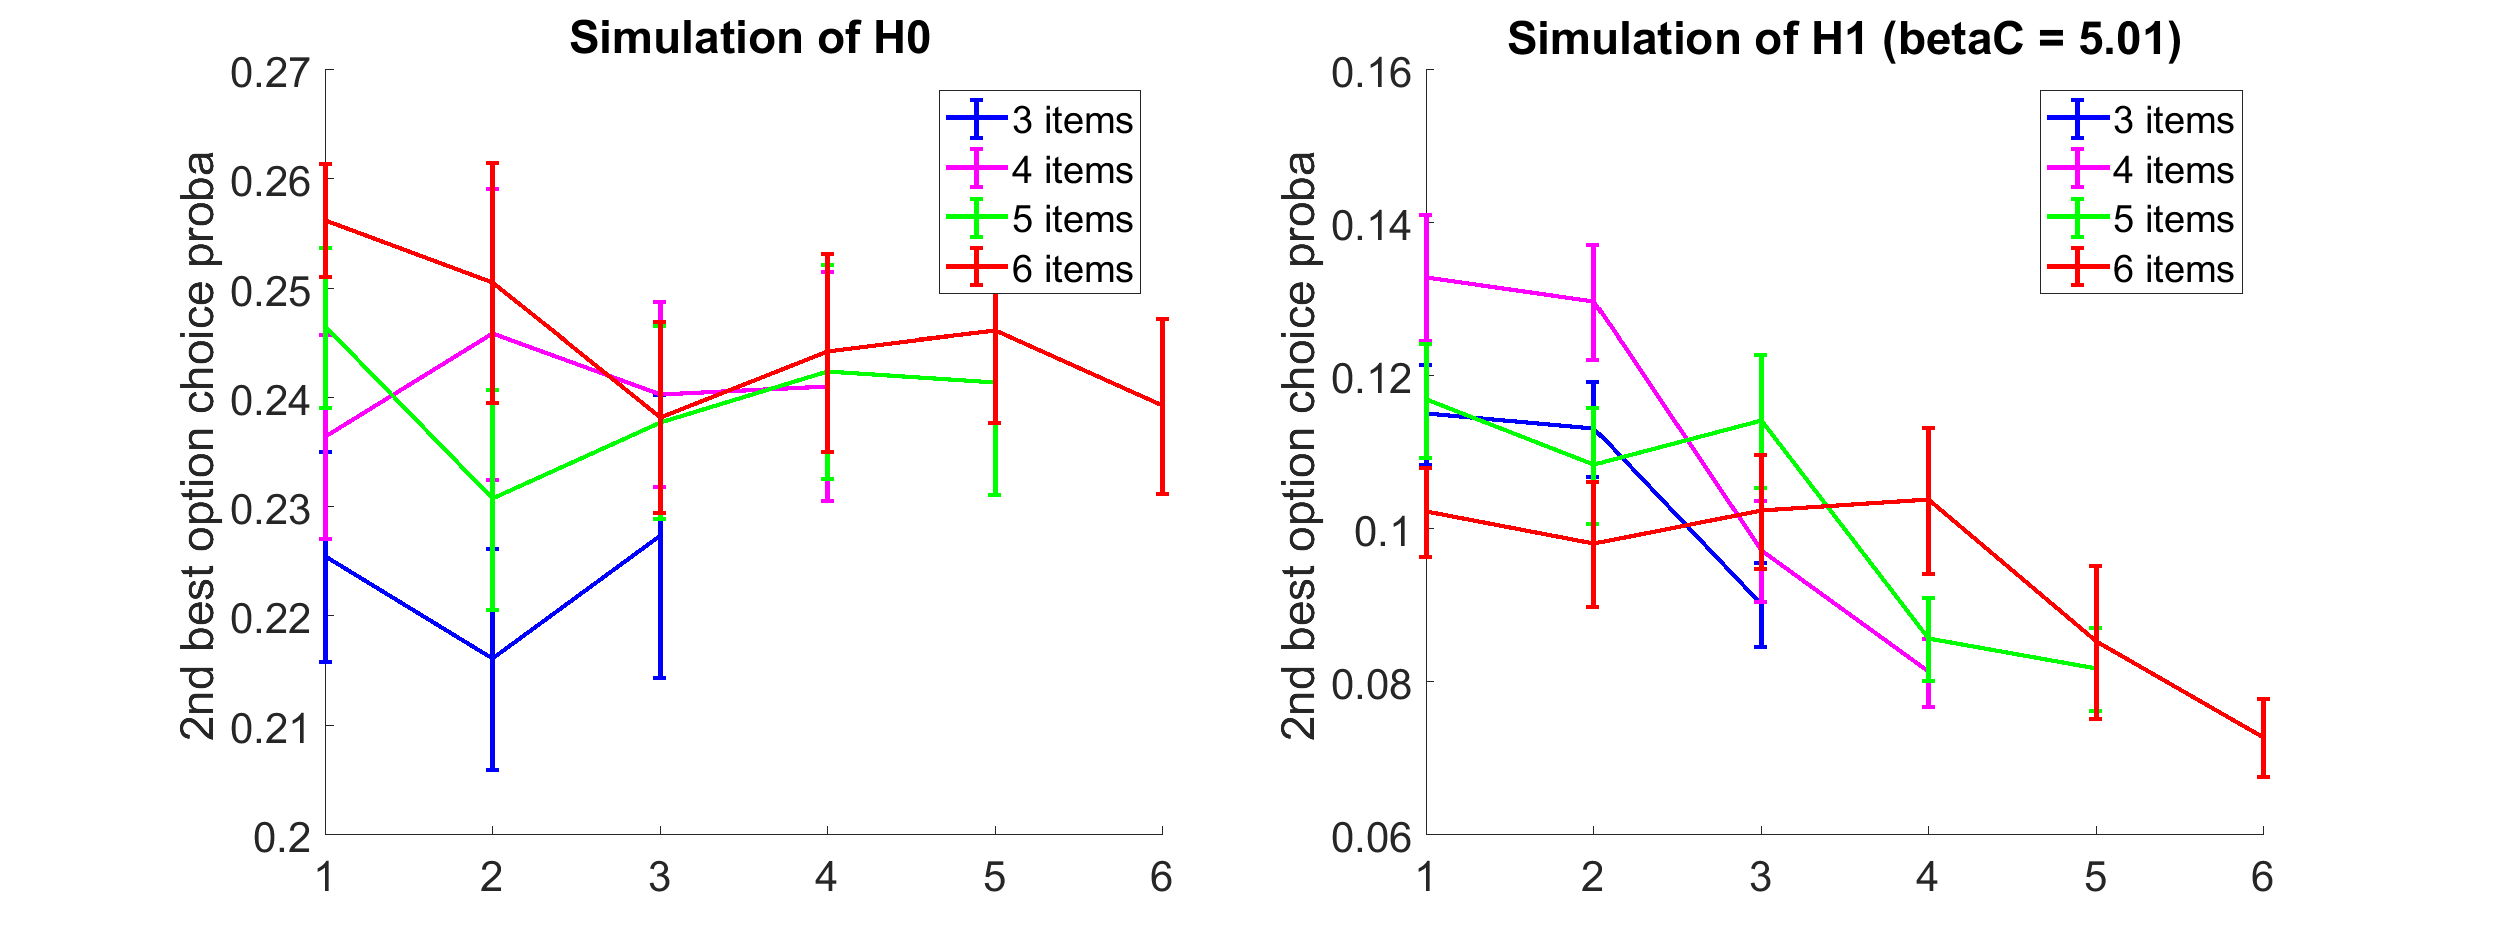 Simulation of H0
2nd best option choice proba
0.27
0.26
0.25
0.24
0.23
0.22
0.21
0.2
1 2 3 4 5 6
3 items
4 items
5 items
6 items
Simulation of H1 (betaC = 5.01)
2nd best option choice proba
0.16
0.14
0.12
0.1
0.08
0.06
1 2 3 4 5 6
3 items
4 items
5 items
6 items